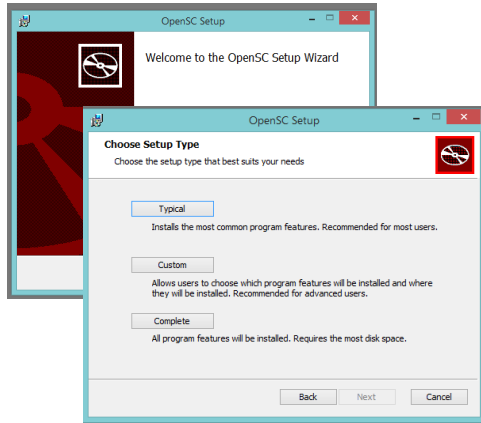 OpenSC Setup
Welcome to the OpenSC Setup Wizard
OpenSC Setup
Choose Setup Type
Choose the setup type that best suits your needs
Typical
Installs the most common program features. Recommended for most users.
Custom
Allows users to choose which program features will be installed and where
they will be installed. Recommended for advanced users.
Complete
All program features will be installed. Requires the most disk space.
Back
Next
Cancel